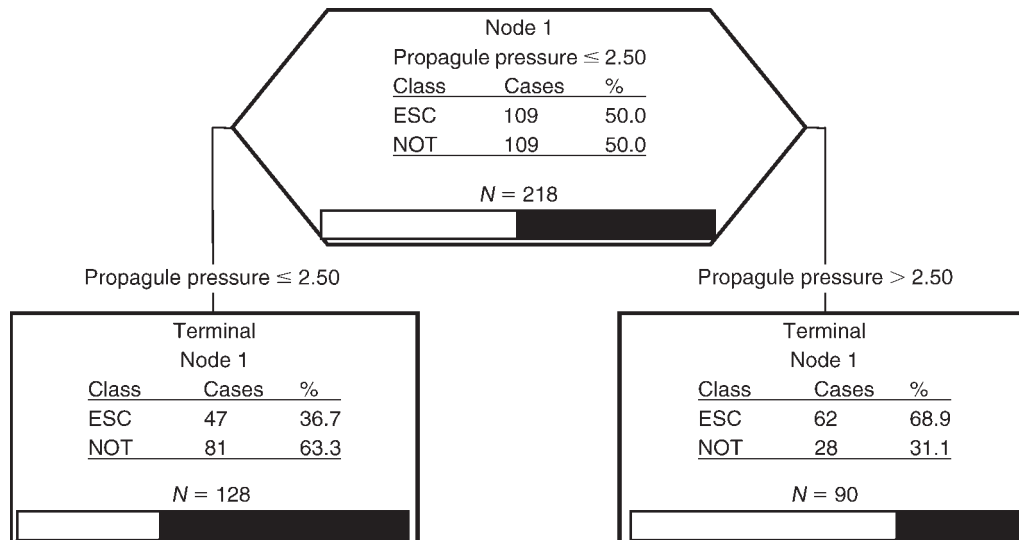 Node 1
Propagule pressure ≤ 2.50
Class Cases %
ESC 109 50.0
NOT 109 50.0
N = 218
Propagule pressure ≤ 2.50
Propagule pressure > 2.50
Terminal
Node 1
Class Cases %
ESC 47 36.7
NOT 81 63.3
N = 128
Terminal
Node 1
Class Cases %
ESC 62 68.9
NOT 28 31.1
N = 90